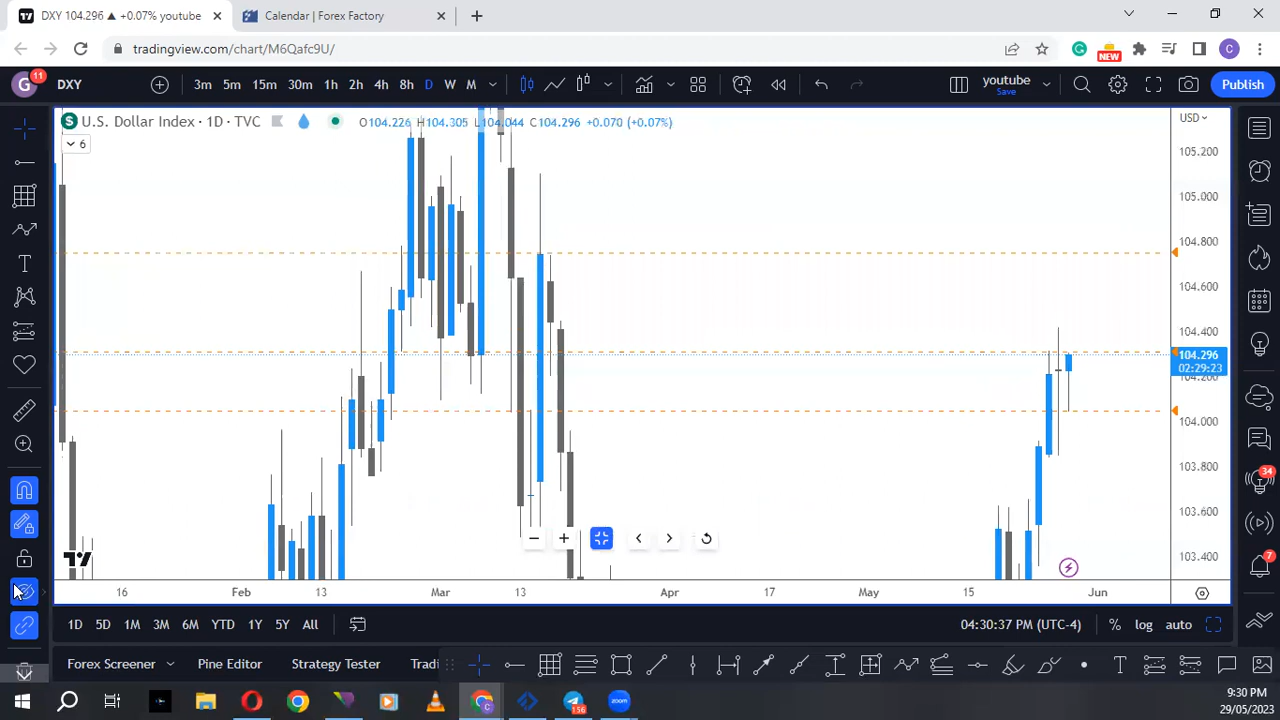 DXY 104.296 ▲ +0.07% youtube
Calendar | Forex Factory
tradingview.com/chart/M6Qafc9U/
NEW
C
G
11
DXY
3m 5m 15m 30m 1h 2h 4h 8h D W M
youtube
Save
Publish
S
U.S. Dollar Index · 1D · TVC
O104.226 H104.305 L104.044 C104.296 +0.070 (+0.07%)
USD
6
105.200
105.000
104.800
104.600
104.400
104.296
02:29:23
104.200
104.000
103.800
103.600
103.400
34
7
16 Feb 13 Mar 13 Apr 17 May 15 Jun
1D 5D 1M 3M 6M YTD 1Y 5Y All
04:30:37 PM (UTC-4)
% log auto
Forex Screener Pine Editor Strategy Tester Tradi
T
156
zoom
9:30 PM
29/05/2023